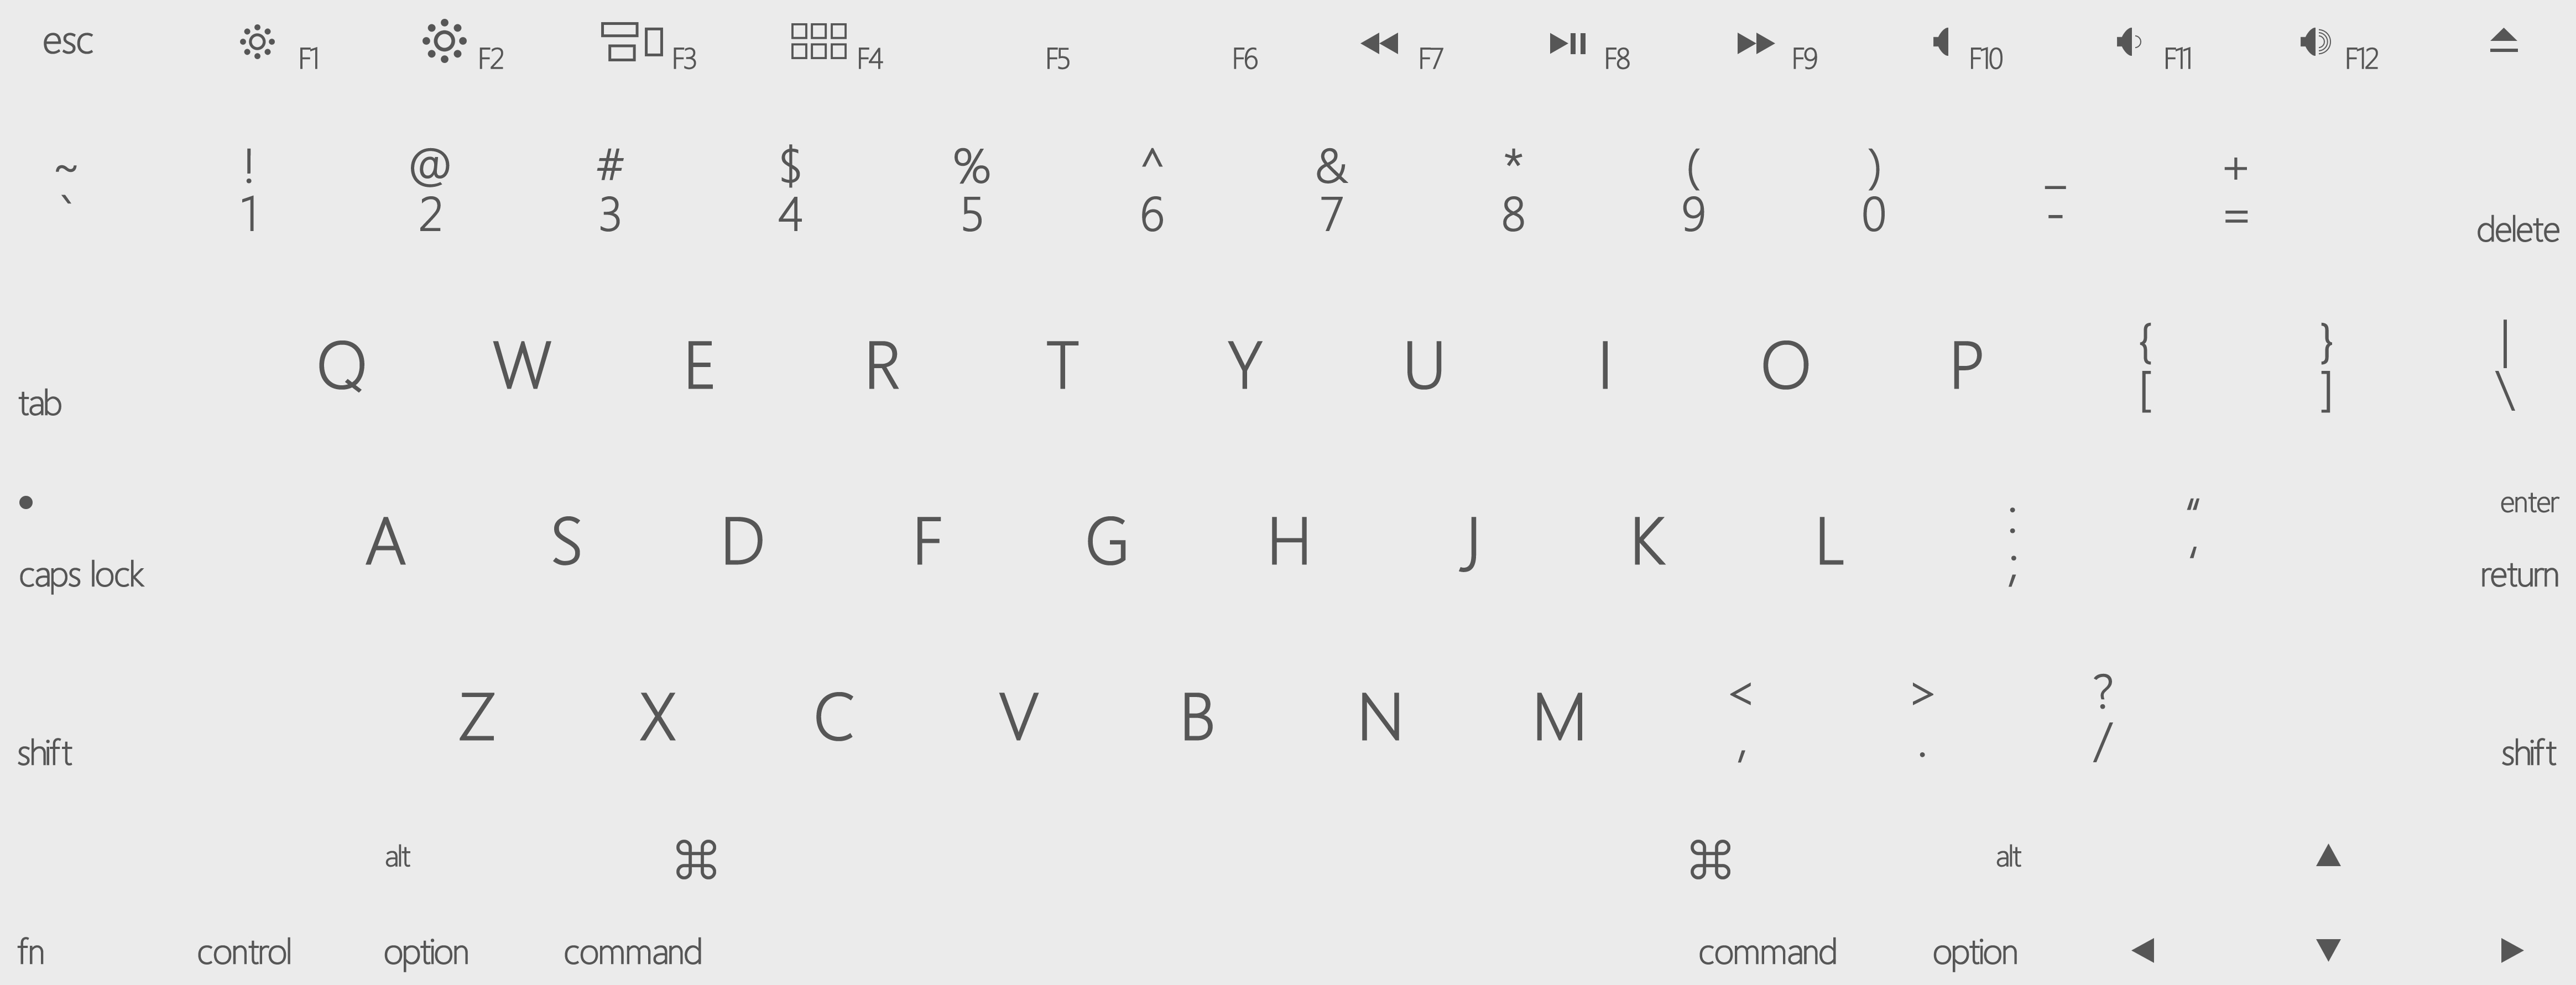 esc F1 F2 F3 F4 F5 F6 F7 F8 F9 F10 F11 F12
~ ! @ # $ % ^ & * ( ) _ +
` 1 2 3 4 5 6 7 8 9 0 - = delete
tab Q W E R T Y U I O P { } |
[ ] \
enter
caps lock A S D F G H J K L : “
; ‘ return
shift Z X C V B N M < > ? shift
, . /
alt ⌘ ⌘ alt ▲
fn control option command command option ◀ ▼ ▶